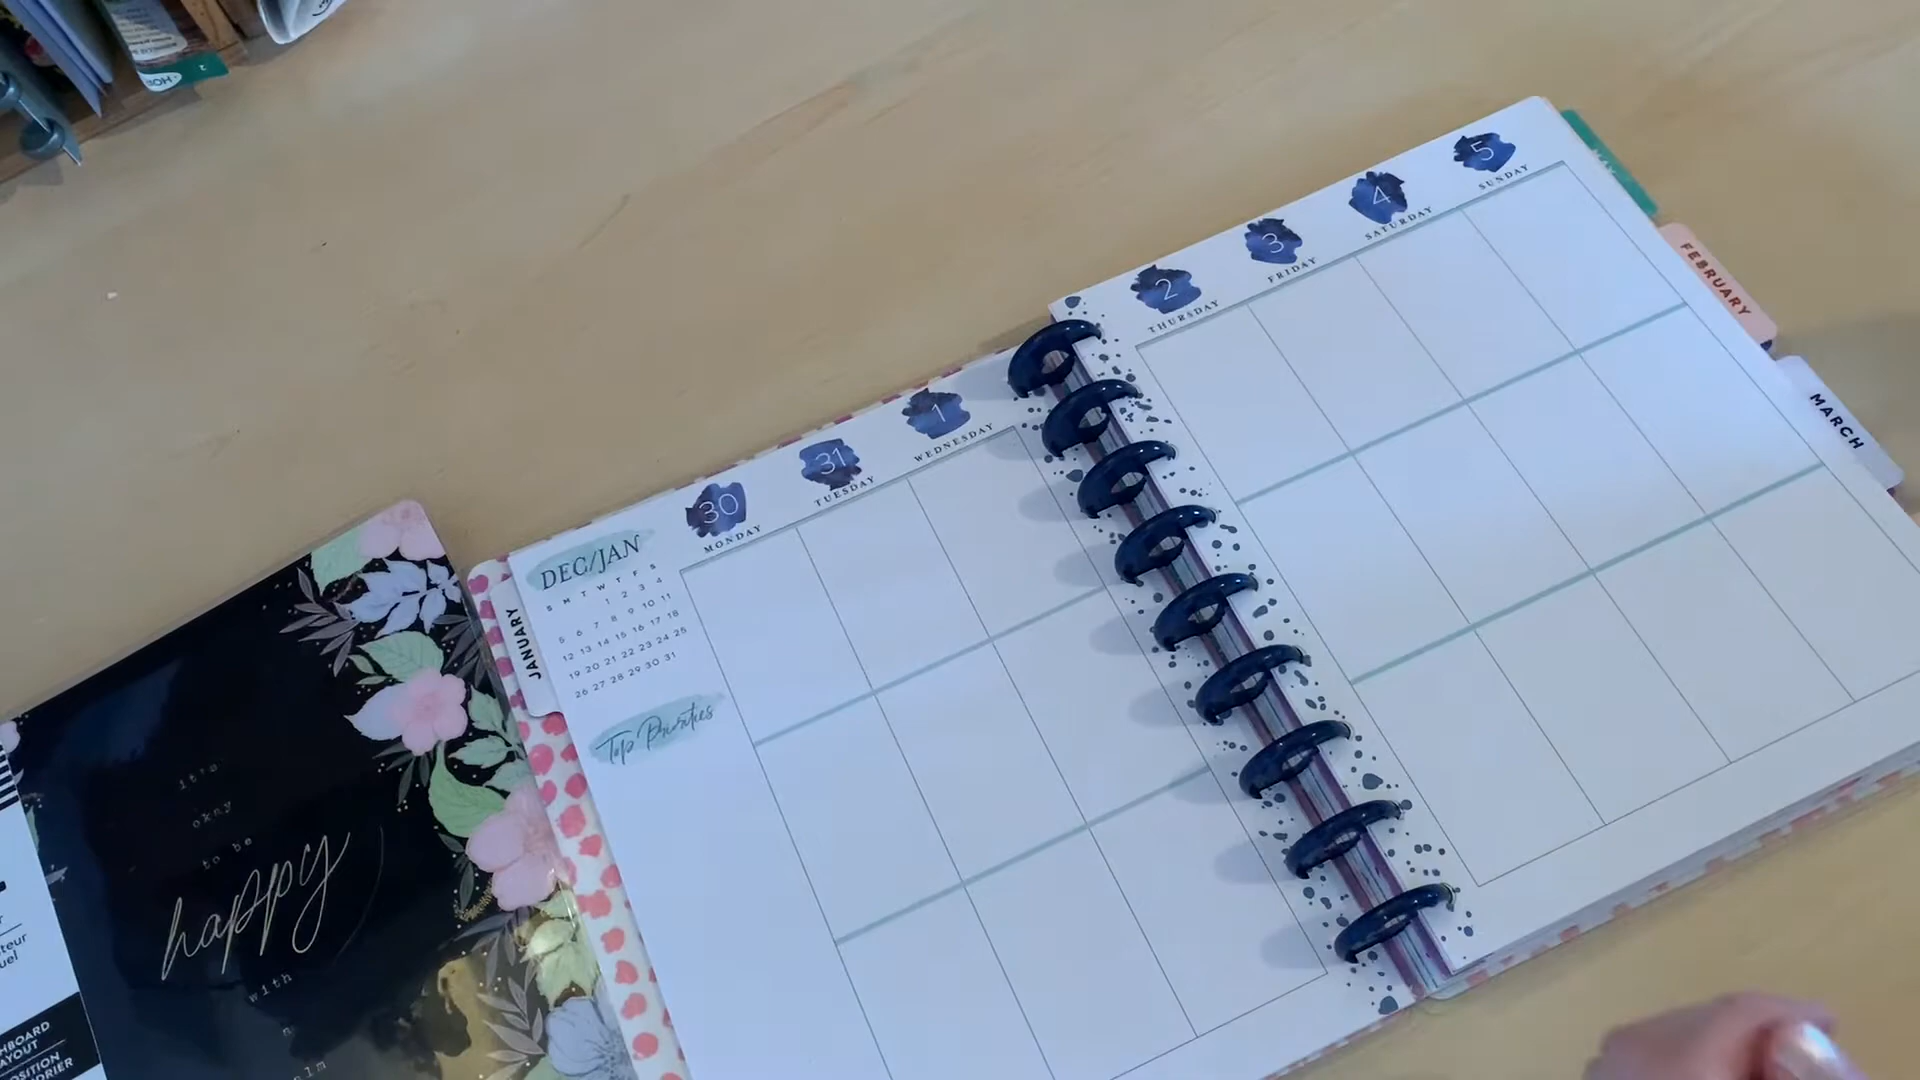 30
MONDAY
31
TUESDAY
1
WEDNESDAY
2
THURSDAY
3
FRIDAY
4
SATURDAY
5
SUNDAY
DEC/JAN
S M T W T F S
1 2 3 4
5 6 7 8 9 10 11
12 13 14 15 16 17 18
19 20 21 22 23 24 25
26 27 28 29 30 31
Top Priorities
JANUARY
FEBRUARY
MARCH
it's
okay
to be
happy
with